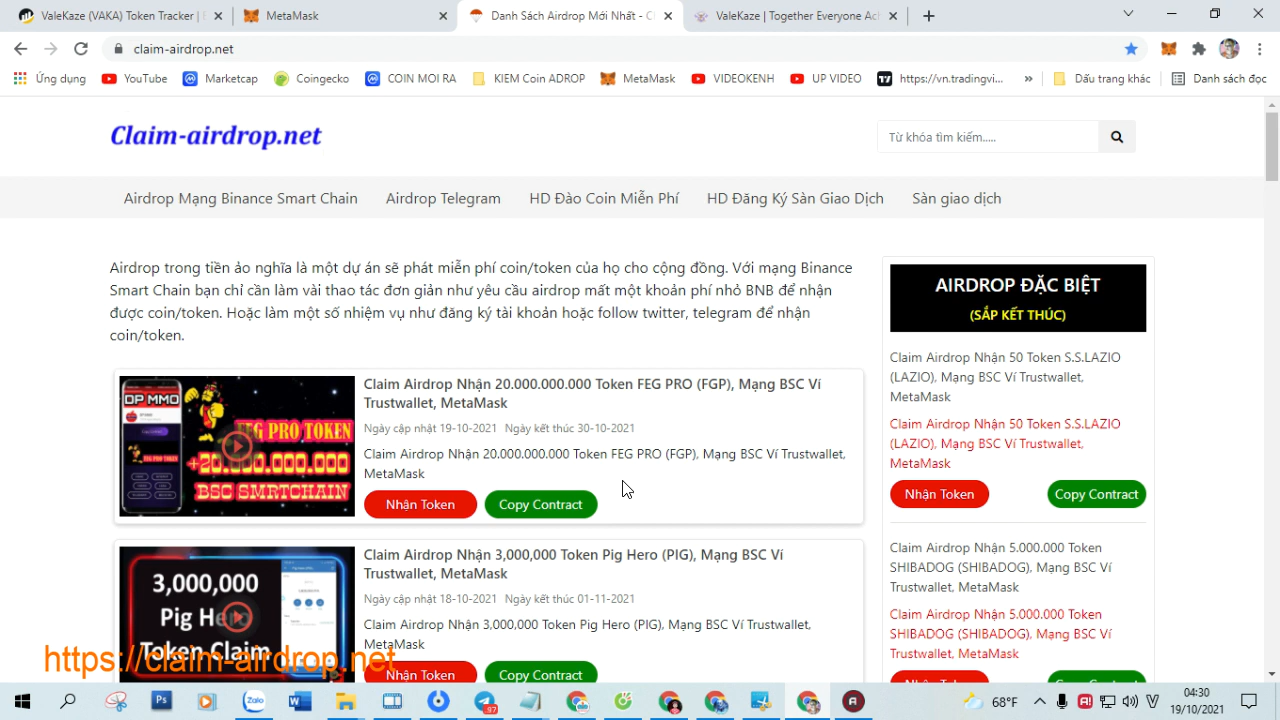 ValeKaze (VAKA) Token Tracker |
MetaMask
Danh Sách Airdrop Mới Nhất - C
ValeKaze | Together Everyone Ac
claim-airdrop.net
Ứng dụng
YouTube
Marketcap
Coingecko
COIN MOI RA
KIEM Coin ADROP
MetaMask
VIDEOKENH
UP VIDEO
https://vn.tradingvi...
»
Dấu trang khác
Danh sách đọc
Claim-airdrop.net
Từ khóa tìm kiếm.....
Airdrop Mạng Binance Smart Chain
Airdrop Telegram
HD Đào Coin Miễn Phí
HD Đăng Ký Sàn Giao Dịch
Sàn giao dịch
Airdrop trong tiền ảo nghĩa là một dự án sẽ phát miễn phí coin/token của họ cho cộng đồng. Với mạng Binance
Smart Chain bạn chỉ cần làm vài thao tác đơn giản như yêu cầu airdrop mất một khoản phí nhỏ BNB để nhận
được coin/token. Hoặc làm một số nhiệm vụ như đăng ký tài khoản hoặc follow twitter, telegram để nhận
coin/token.
DP MMO
FEG PRO TOKEN
+20.000.000.000
BSC SMRTCHAIN
Claim Airdrop Nhận 20.000.000.000 Token FEG PRO (FGP), Mạng BSC Ví
Trustwallet, MetaMask
Ngày cập nhật 19-10-2021 Ngày kết thúc 30-10-2021
Claim Airdrop Nhận 20.000.000.000 Token FEG PRO (FGP), Mạng BSC Ví Trustwallet,
MetaMask
Nhận Token
Copy Contract
3,000,000
Pig Hero
Token Claim
Claim Airdrop Nhận 3,000,000 Token Pig Hero (PIG), Mạng BSC Ví
Trustwallet, MetaMask
Ngày cập nhật 18-10-2021 Ngày kết thúc 01-11-2021
Claim Airdrop Nhận 3,000,000 Token Pig Hero (PIG), Mạng BSC Ví Trustwallet,
MetaMask
Nhận Token
Copy Contract
AIRDROP ĐẶC BIỆT
(SẮP KẾT THÚC)
Claim Airdrop Nhận 50 Token S.S.LAZIO
(LAZIO), Mạng BSC Ví Trustwallet,
MetaMask
Claim Airdrop Nhận 50 Token S.S.LAZIO
(LAZIO), Mạng BSC Ví Trustwallet,
MetaMask
Nhận Token
Copy Contract
Claim Airdrop Nhận 5.000.000 Token
SHIBADOG (SHIBADOG), Mạng BSC Ví
Trustwallet, MetaMask
Claim Airdrop Nhận 5.000.000 Token
SHIBADOG (SHIBADOG), Mạng BSC Ví
Trustwallet, MetaMask
https://claim-airdrop.net
Zalo
97
68°F
04:30
19/10/2021